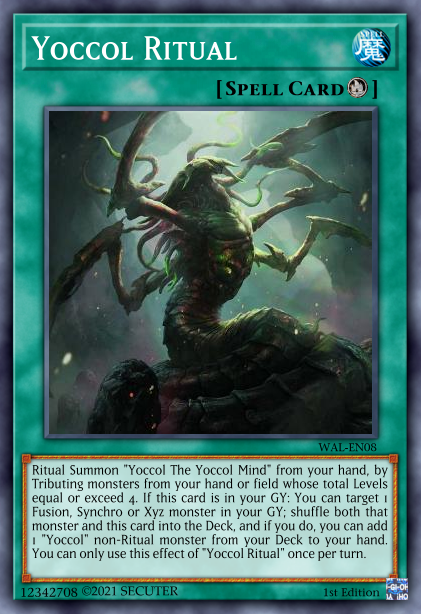 Yoccol Ritual
魔
[Spell Card]
WAL-EN08
Ritual Summon "Yoccol The Yoccol Mind" from your hand, by
Tributing monsters from your hand or field whose total Levels
equal or exceed 4. If this card is in your GY: You can target 1
Fusion, Synchro or Xyz monster in your GY; shuffle both that
monster and this card into the Deck, and if you do, you can add
1 "Yoccol" non-Ritual monster from your Deck to your hand.
You can only use this effect of "Yoccol Ritual" once per turn.
12342708 ©2021 SECUTER 1st Edition